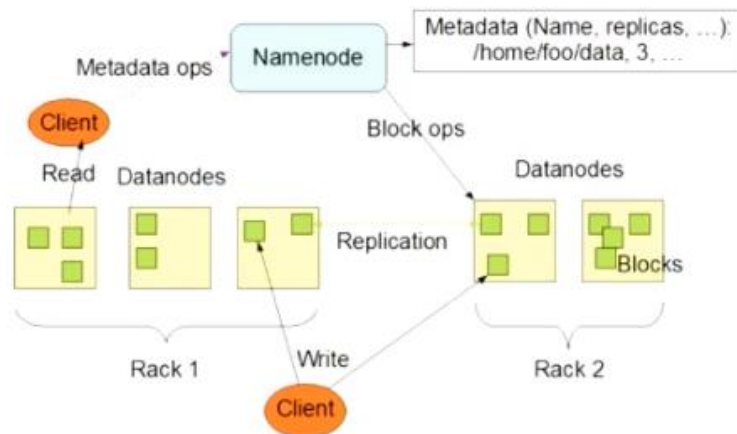 Metadata (Name, replicas, …):
/home/foo/data, 3, …
Namenode
Metadata ops
Client
Block ops
Read
Datanodes
Datanodes
Replication
Blocks
Rack 1
Write
Rack 2
Client